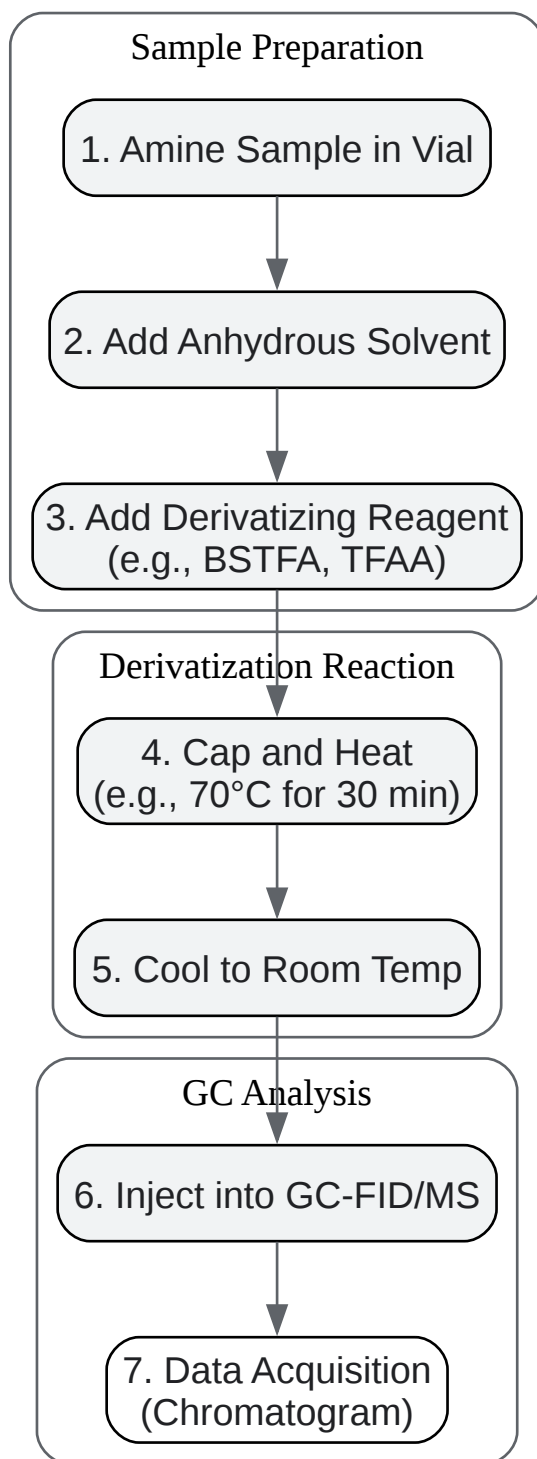 Sample Preparation
1. Amine Sample in Vial
2. Add Anhydrous Solvent
3. Add Derivatizing Reagent
(e.g., BSTFA, TFAA)
Derivatization Reaction
4. Cap and Heat
(e.g., 70°C for 30 min)
5. Cool to Room Temp
GC Analysis
6. Inject into GC-FID/MS
7. Data Acquisition
(Chromatogram)